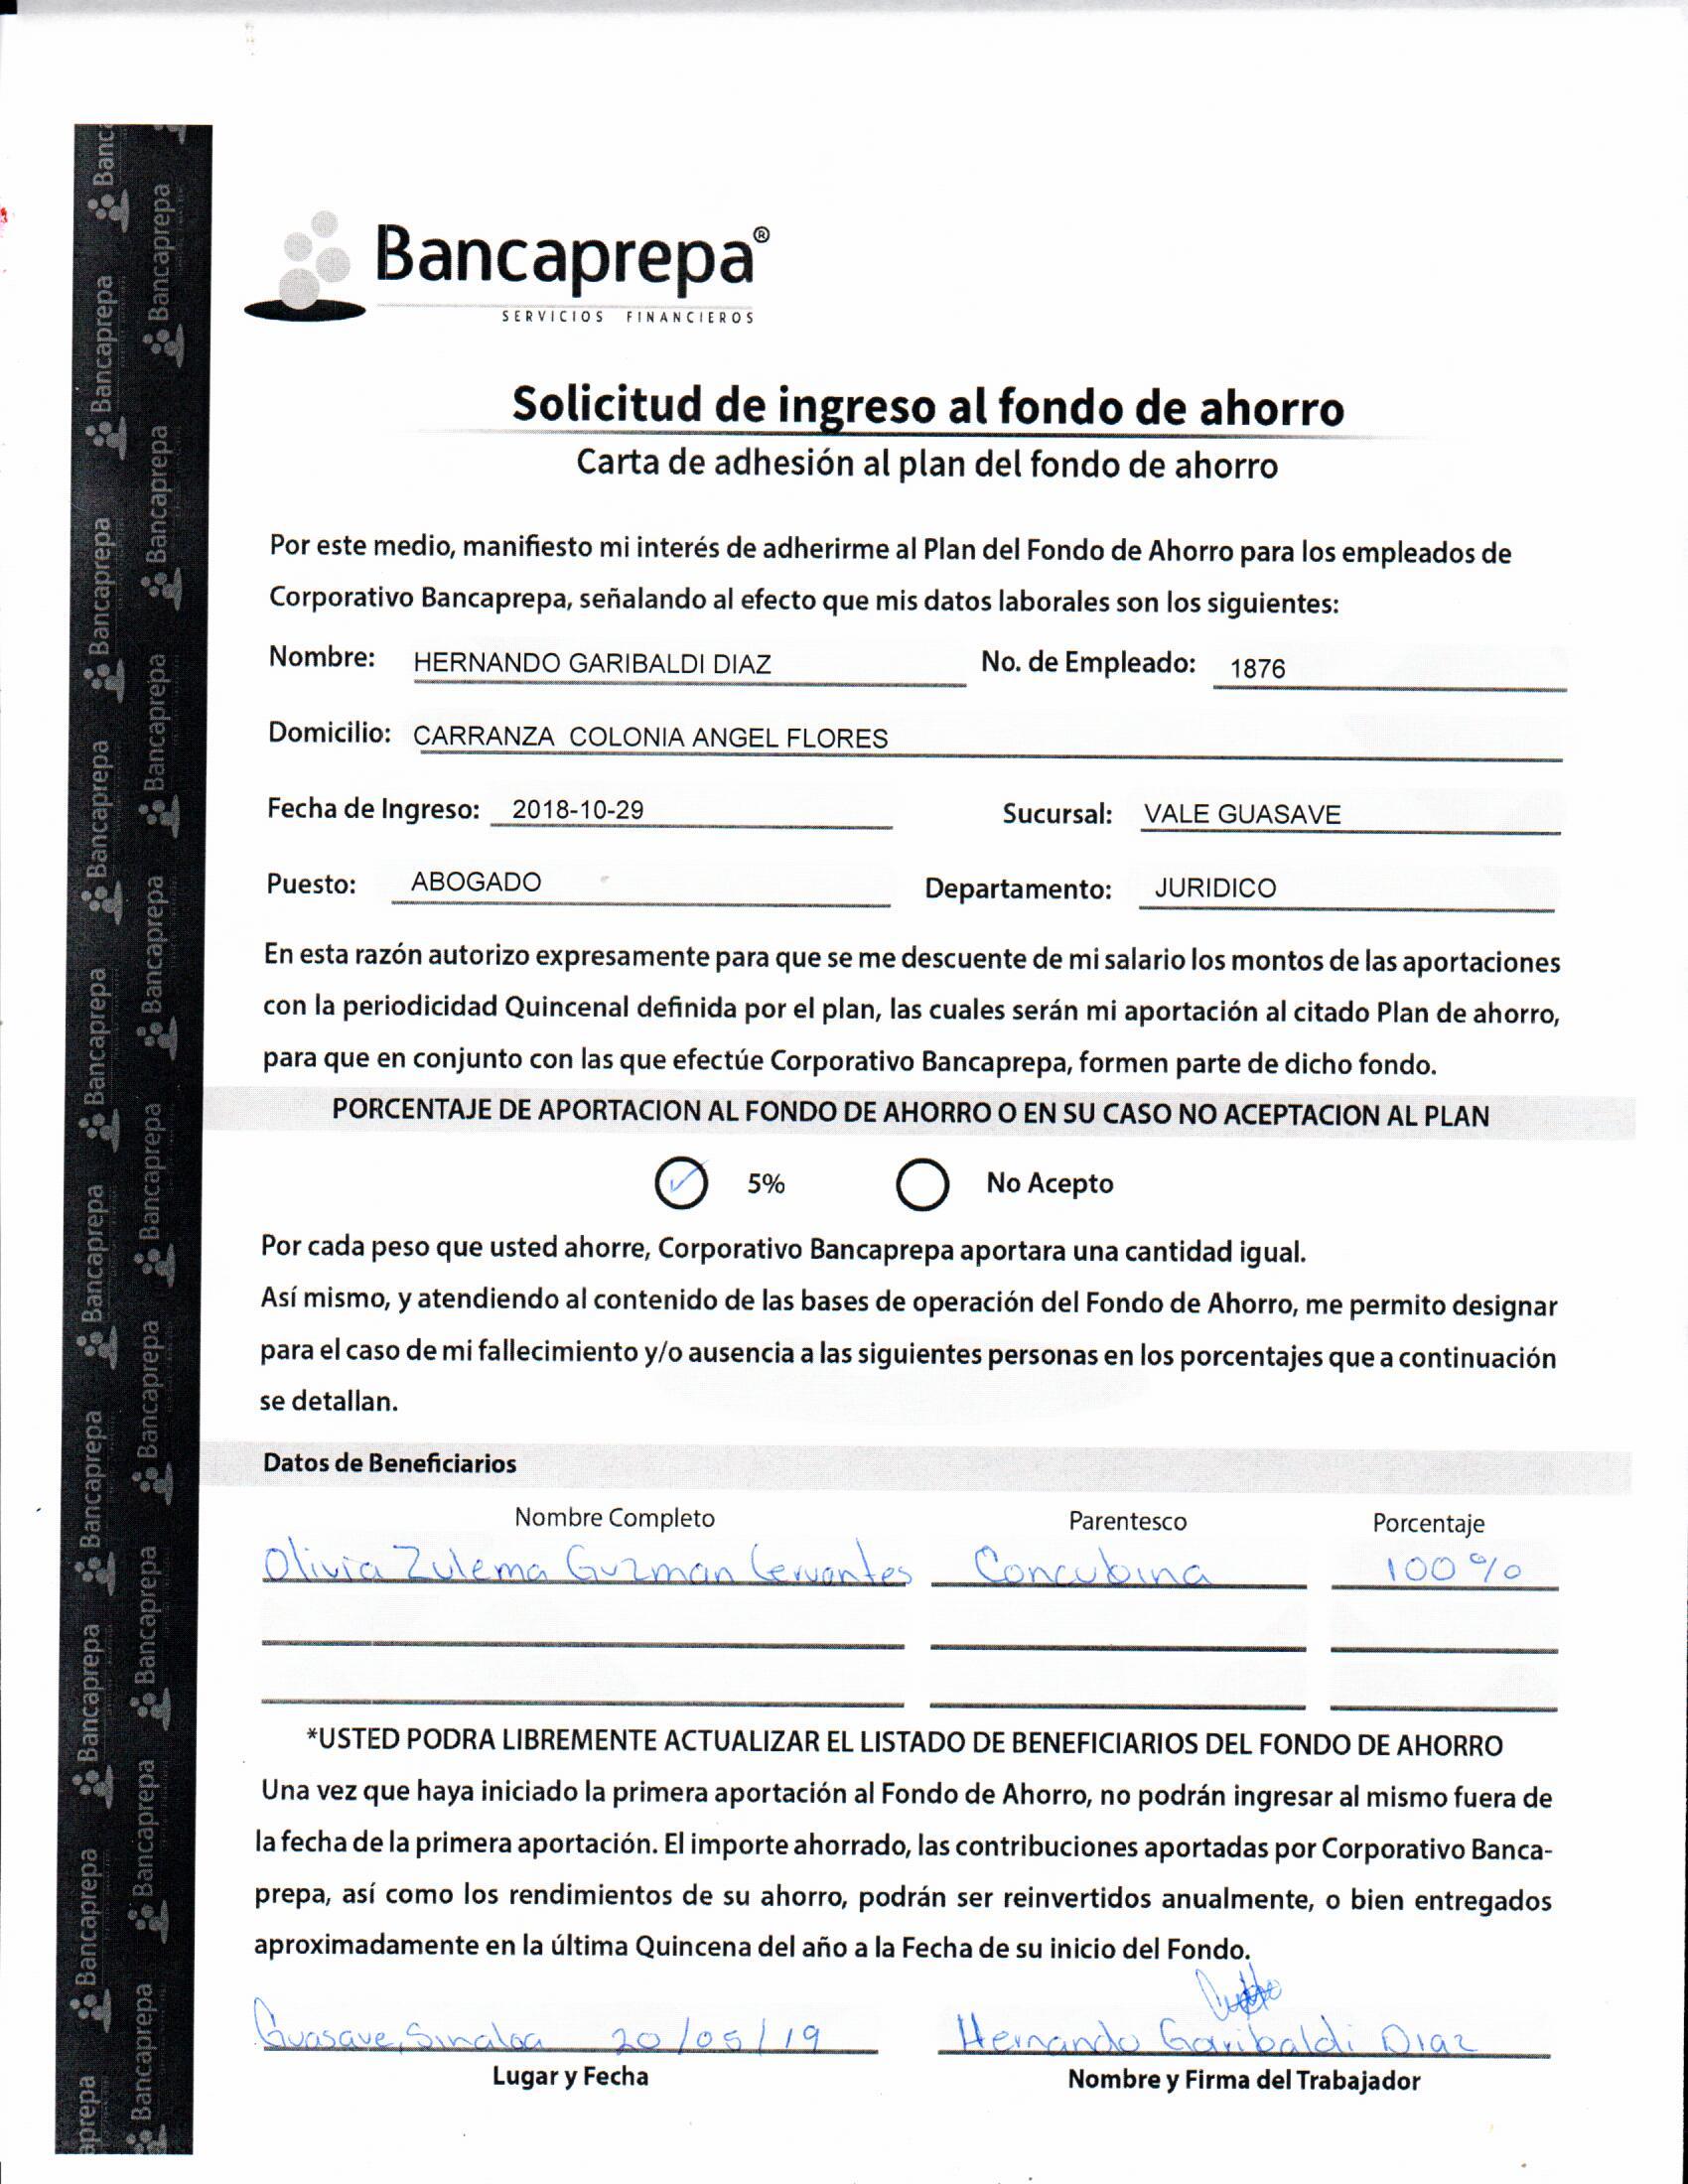 Bancaprepa®
SERVICIOS FINANCIEROS
Solicitud de ingreso al fondo de ahorro
Carta de adhesión al plan del fondo de ahorro
Por este medo, manifiesto mi interés de adherirme al Plan del Fondo de Ahorro para los empleados de
Corporativo Bancaprepa, señalando al efecto que mis datos laborales son los siguientes:
Nombre: HERNANDO GARIBALDI DIAZ No. de Empleado: 1876
Domicilio: CARRANZA COLONIA ANGEL FLORES
Fecha de Ingreso: 2018-10-29 Sucursal: VALE GUASAVE
Puesto: ABOGADO Departamento: JURIDICO
En esta razón autorizo expresamente para que se me descuente de mi salario los montos de las aportaciones
con la periodicidad Quincenal definida por el plan, las cuales serán mi aportación al citado Plan de ahorro,
para que en conjunto con las que efectúe Corporativo Bancaprepa, formen parte de dicho fondo.
PORCENTAJE DE APORTACION AL FONDO DE AHORRO O EN SU CASO NO ACEPTACION AL PLAN
✓ 5% No Acepto
Por cada peso que usted ahorre, Corporativo Bancaprepa aportara una cantidad igual.
Así mismo, y atendiendo al contenido de las bases de operación del Fondo de Ahorro, me permito designar
para el caso de mi fallecimiento y/o ausencia a las siguientes personas en los porcentajes que a continuación
se detallan.
Datos de Beneficiarios
Nombre Completo Parentesco Porcentaje
Olivia Zulema Guzman Cervantes Concubina 100%
*USTED PODRA LIBREMENTE ACTUALIZAR EL LISTADO DE BENEFICIARIOS DEL FONDO DE AHORRO
Una vez que haya iniciado la primera aportación al Fondo de Ahorro, no podrán ingresar al mismo fuera de
la fecha de la primera aportación. El importe ahorrado, las contribuciones aportadas por Corporativo Banca-
prepa, así como los rendimientos de su ahorro, podrán ser reinvertidos anualmente, o bien entregados
aproximadamente en la última Quincena del año a la Fecha de su inicio del Fondo.
Guasave, Sinaloa 20/05/19 Hernando Garibaldi Diaz
Lugar y Fecha Nombre y Firma del Trabajador